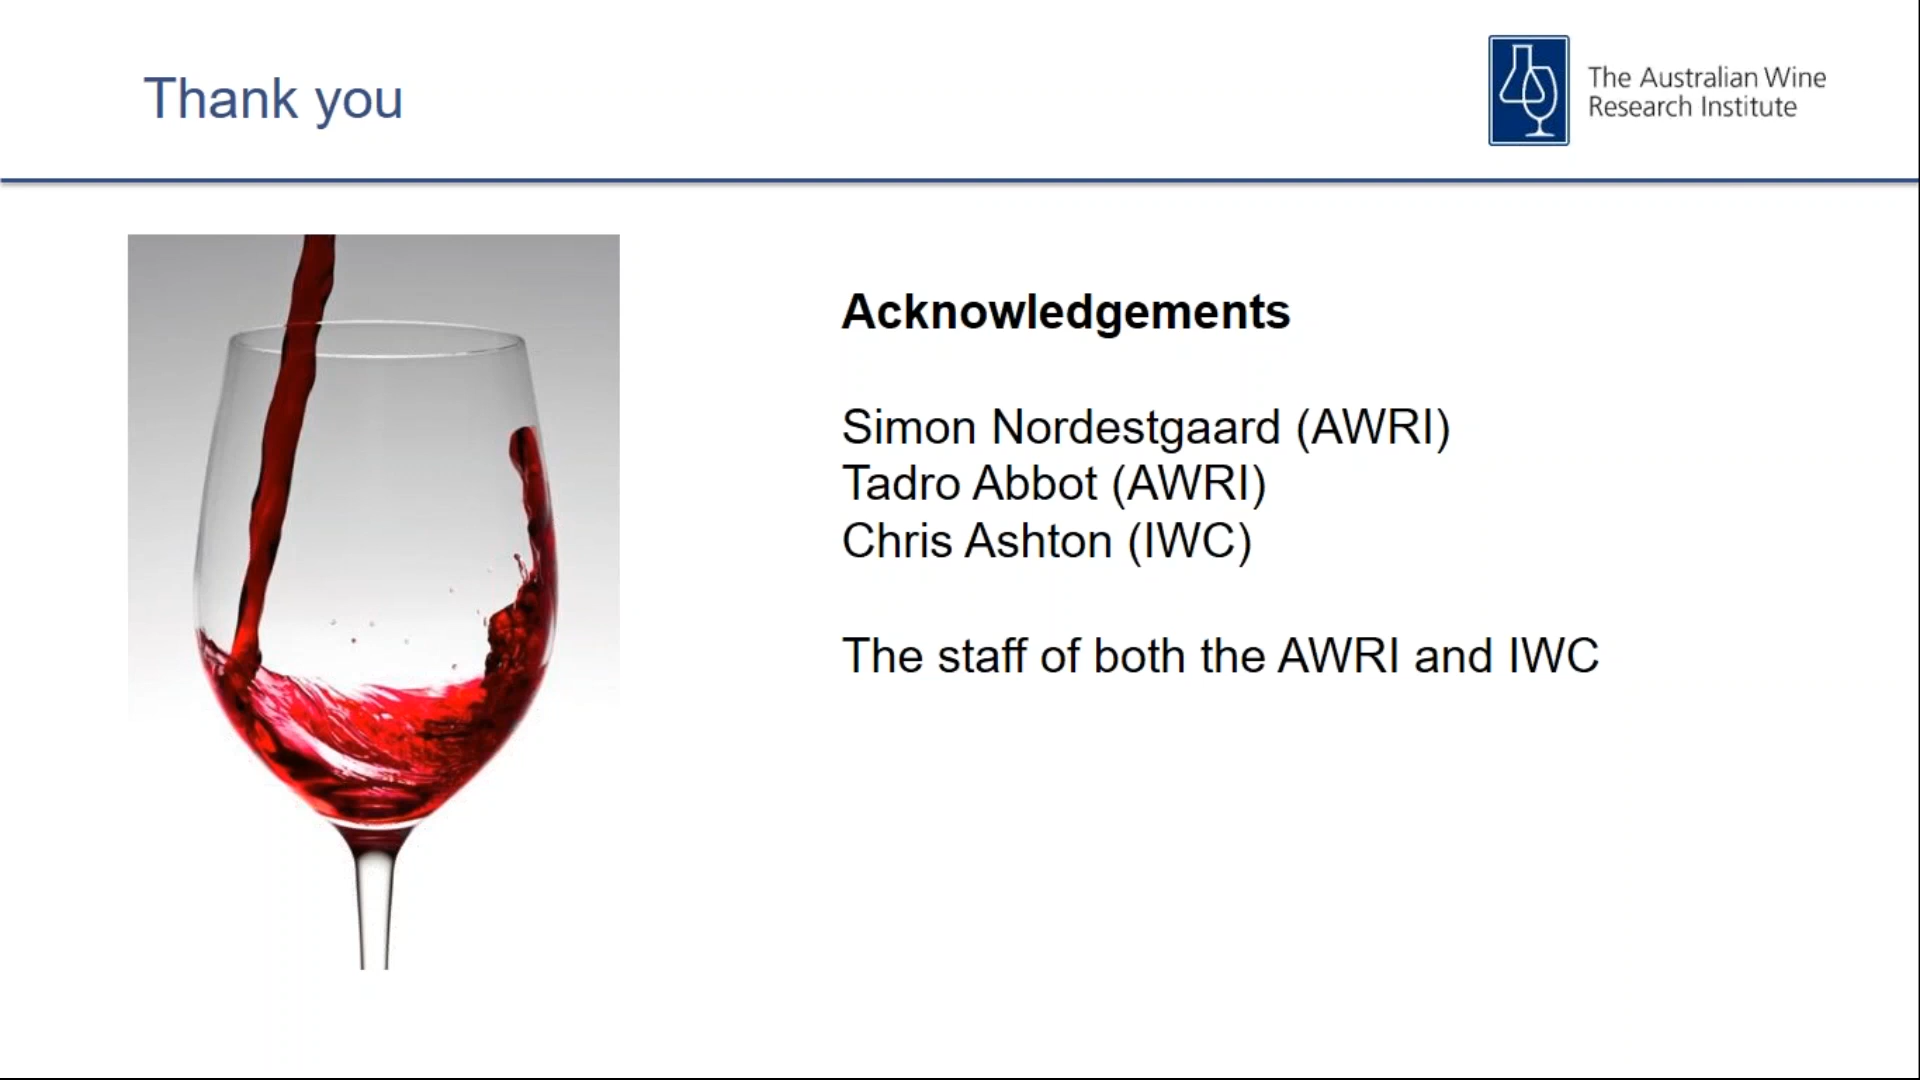 Thank you
The Australian Wine
Research Institute
Acknowledgements
Simon Nordestgaard (AWRI)
Tadro Abbot (AWRI)
Chris Ashton (IWC)
The staff of both the AWRI and IWC